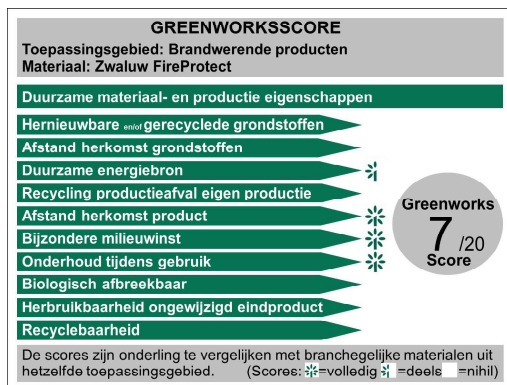 GREENWORKSSCORE
Toepassingsgebied: Brandwerende producten
Materiaal: Zwaluw FireProtect
Duurzame materiaal- en productie eigenschappen
Hernieuwbare en/of gerecyclede grondstoffen
Afstand herkomst grondstoffen
Duurzame energiebron
Recycling productieafval eigen productie
Afstand herkomst product
Bijzondere milieuwinst
Onderhoud tijdens gebruik
Biologisch afbreekbaar
Herbruikbaarheid ongewijzigd eindproduct
Recyclebaarheid
Greenworks
7 /20
Score
De scores zijn onderling te vergelijken met branchegelijke materialen uit
hetzelfde toepassingsgebied. (Scores: =volledig =deels =nihil)